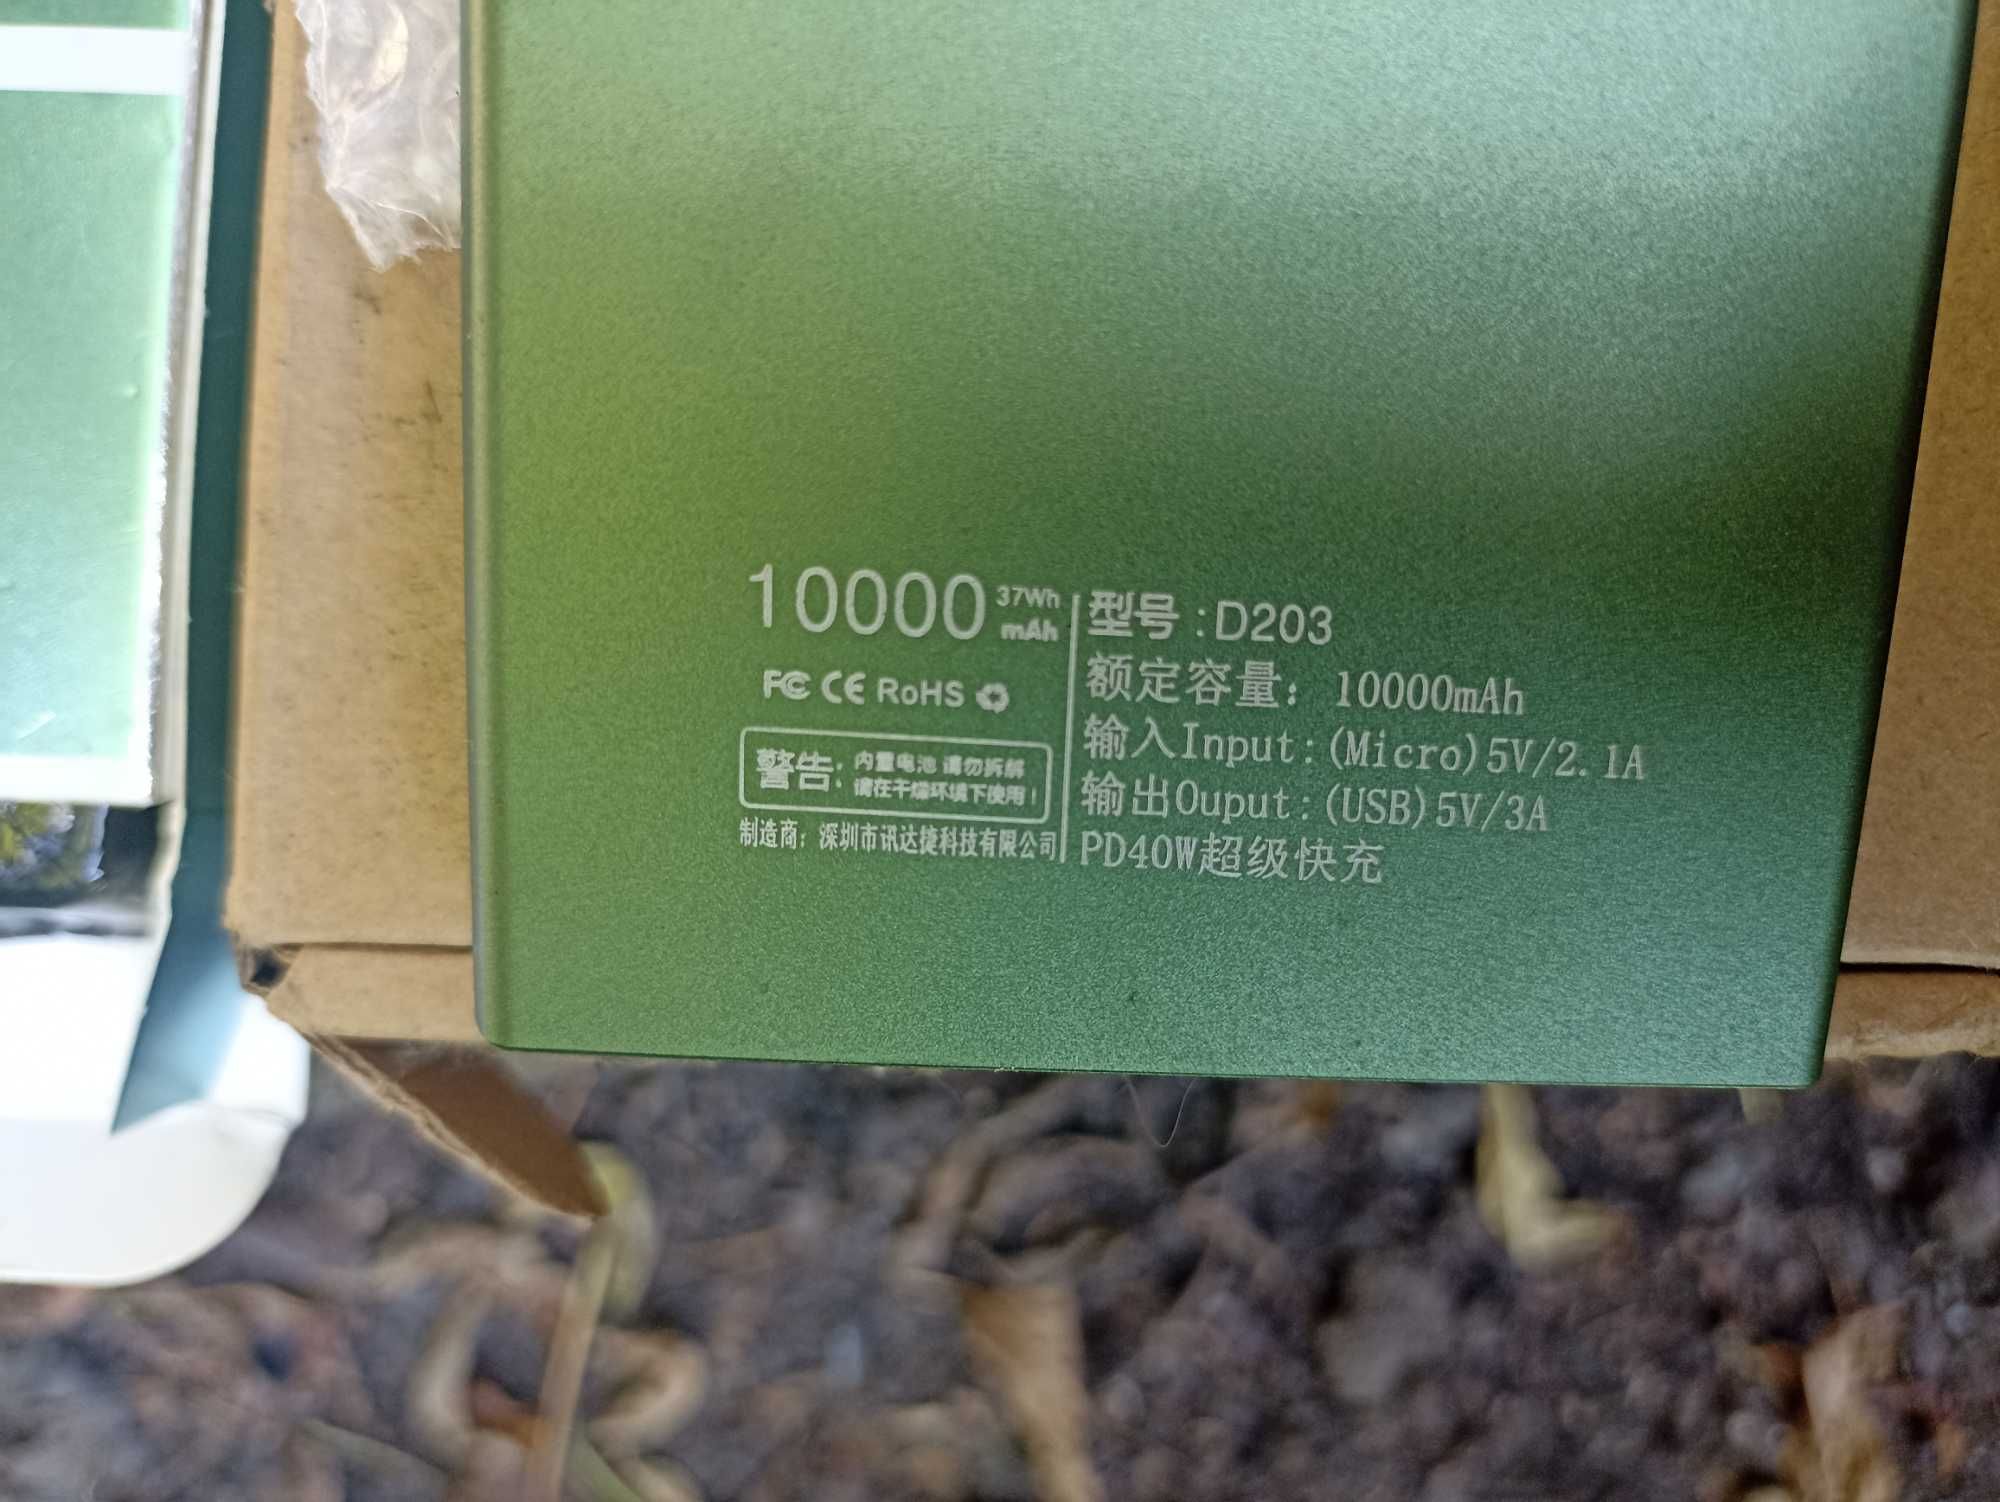 10000 37Wh mAh
FC CE RoHS
警告: 内置电池 请勿拆解
请在干燥环境下使用!
制造商: 深圳市讯达捷科技有限公司
型号:D203
额定容量: 10000mAh
输入Input:(Micro)5V/2.1A
输出Ouput:(USB)5V/3A
PD40W超级快充